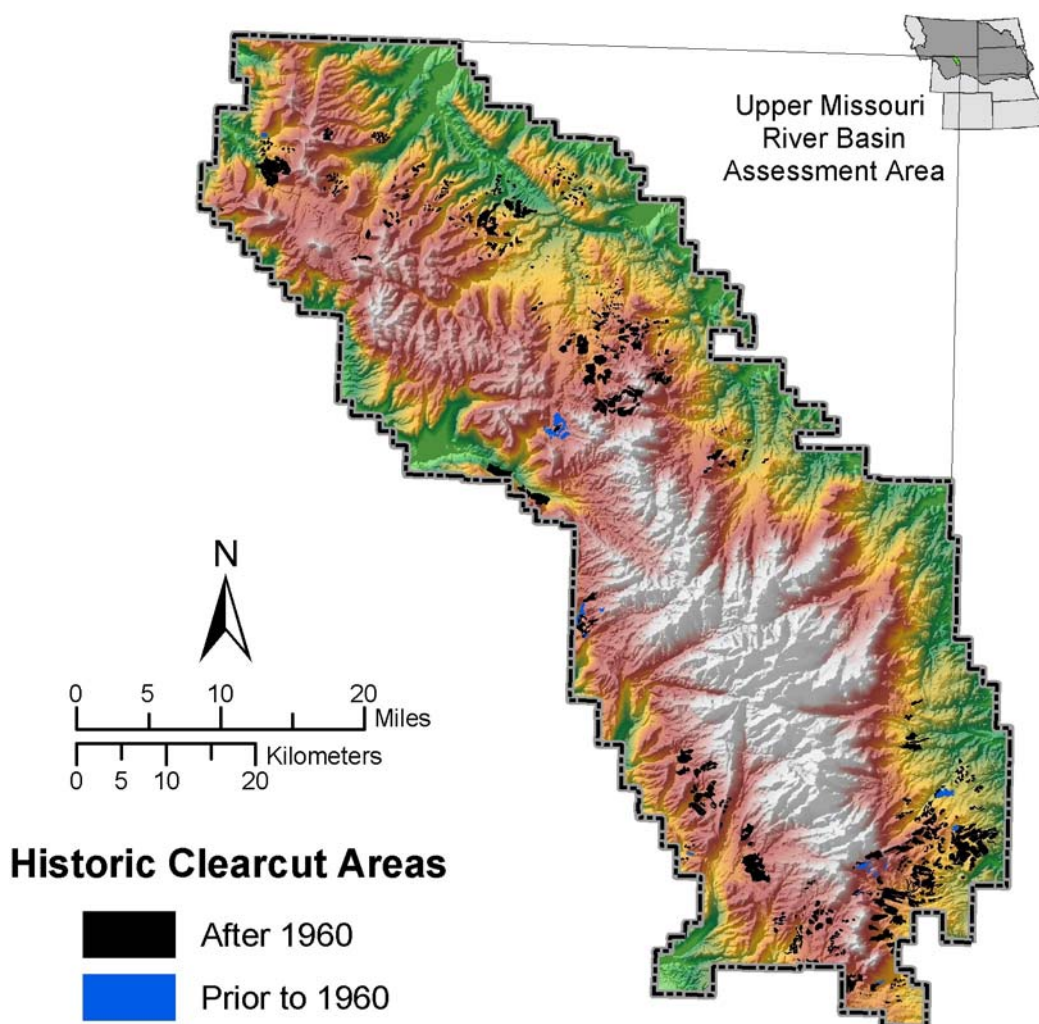 Upper Missouri
River Basin
Assessment Area
N
0 5 10 20
Miles
Kilometers
0 5 10 20
Historic Clearcut Areas
After 1960
Prior to 1960